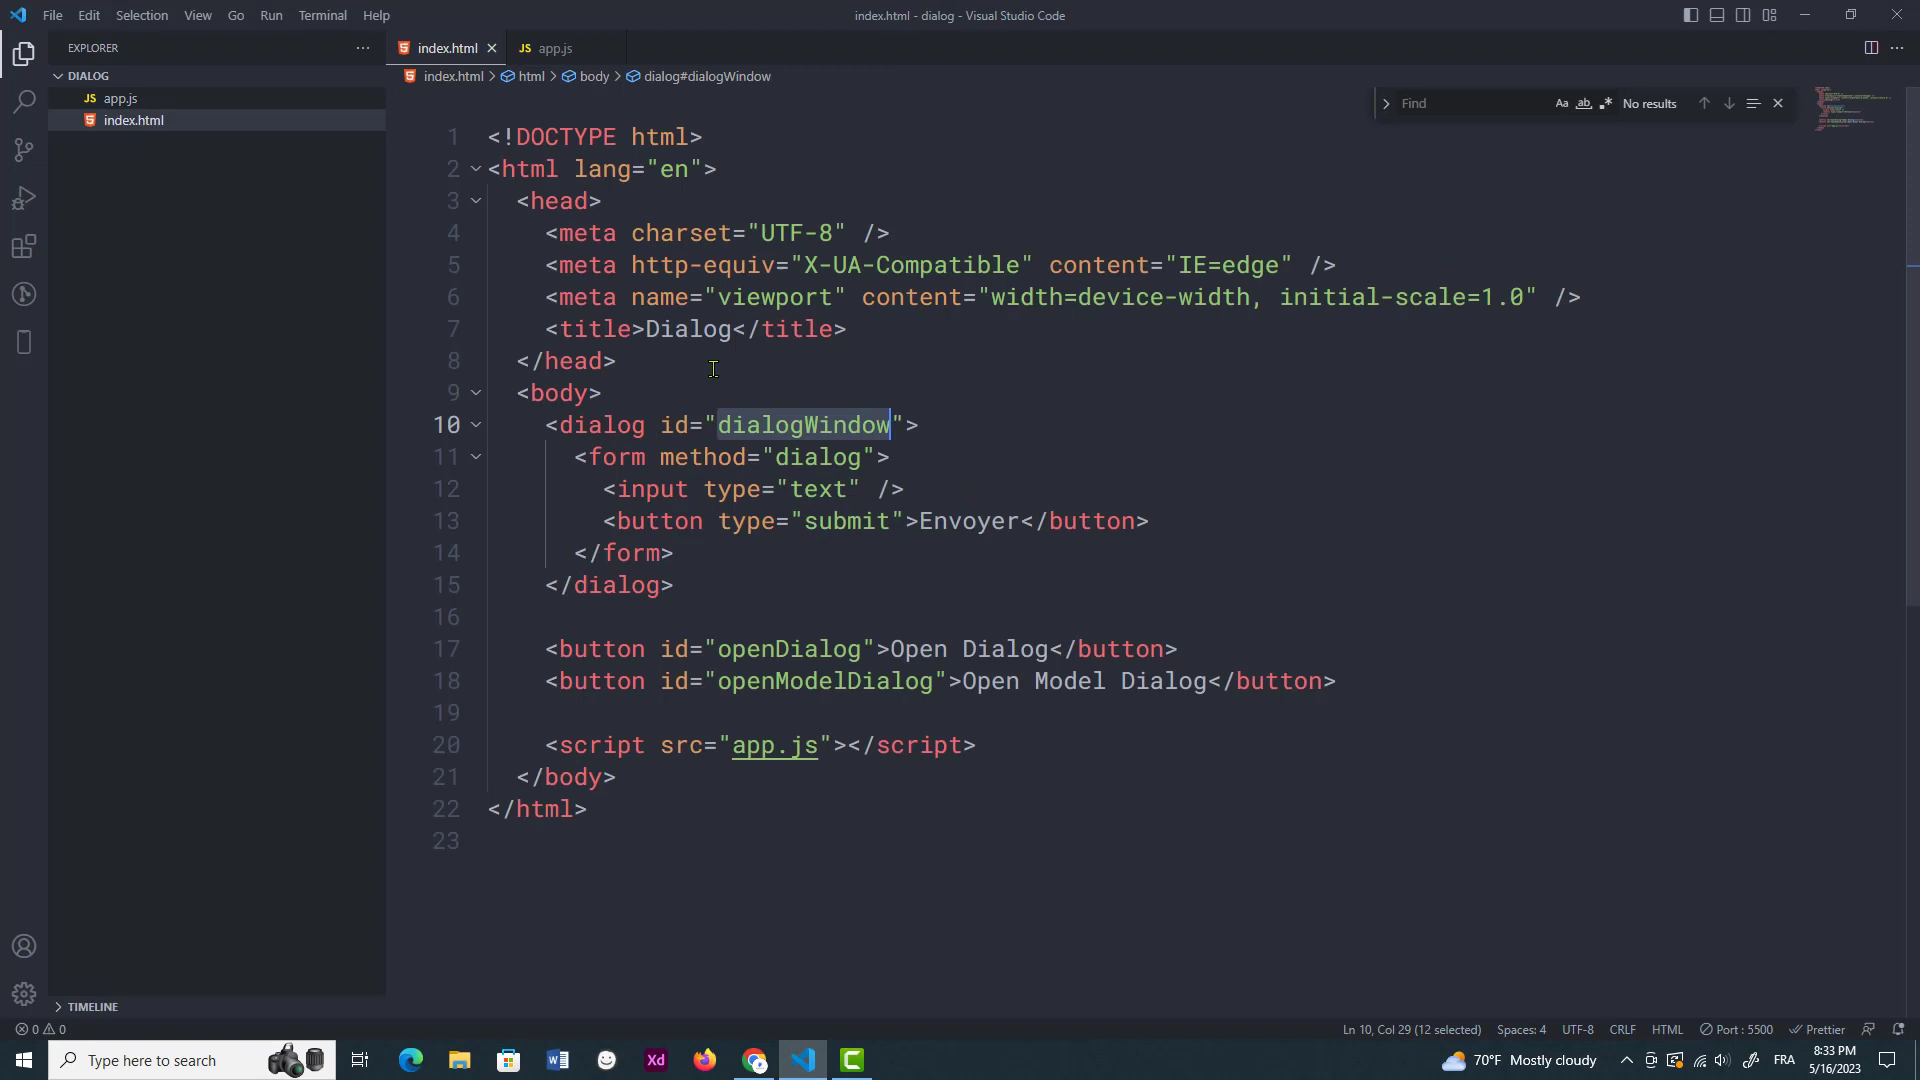 File Edit Selection View Go Run Terminal Help
index.html - dialog - Visual Studio Code
EXPLORER
DIALOG
JS app.js
index.html
TIMELINE
index.html
JS app.js
index.html > html > body > dialog#dialogWindow
Find
Aa ab .* No results
1 <!DOCTYPE html>
2 <html lang="en">
3 <head>
4 <meta charset="UTF-8" />
5 <meta http-equiv="X-UA-Compatible" content="IE=edge" />
6 <meta name="viewport" content="width=device-width, initial-scale=1.0" />
7 <title>Dialog</title>
8 </head>
9 <body>
10 <dialog id="dialogWindow">
11 <form method="dialog">
12 <input type="text" />
13 <button type="submit">Envoyer</button>
14 </form>
15 </dialog>
16
17 <button id="openDialog">Open Dialog</button>
18 <button id="openModelDialog">Open Model Dialog</button>
19
20 <script src="app.js"></script>
21 </body>
22 </html>
23
0 0
Ln 10, Col 29 (12 selected) Spaces: 4 UTF-8 CRLF HTML Port : 5500 Prettier
Type here to search
Xd
70°F Mostly cloudy
FRA
8:33 PM
5/16/2023